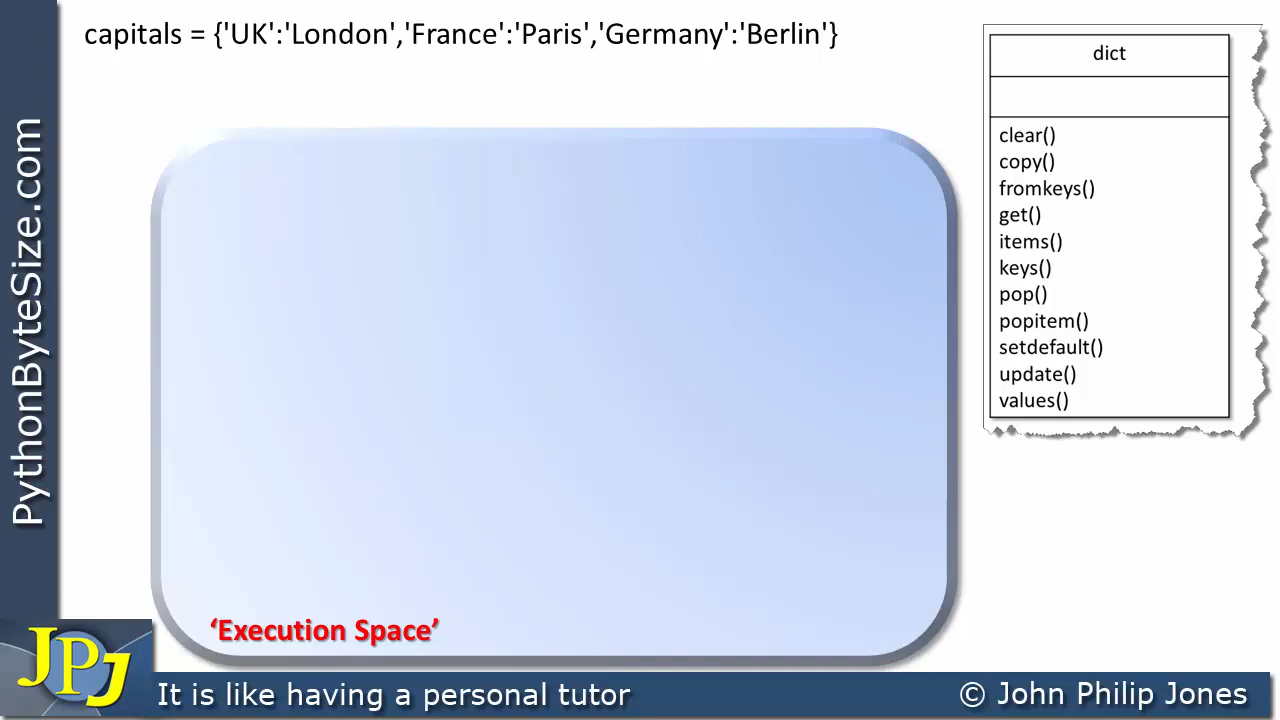 capitals = {'UK':'London','France':'Paris','Germany':'Berlin'}
dict
clear()
copy()
fromkeys()
get()
items()
keys()
pop()
popitem()
setdefault()
update()
values()
‘Execution Space’
PythonByteSize.com
JPJ
It is like having a personal tutor
© John Philip Jones